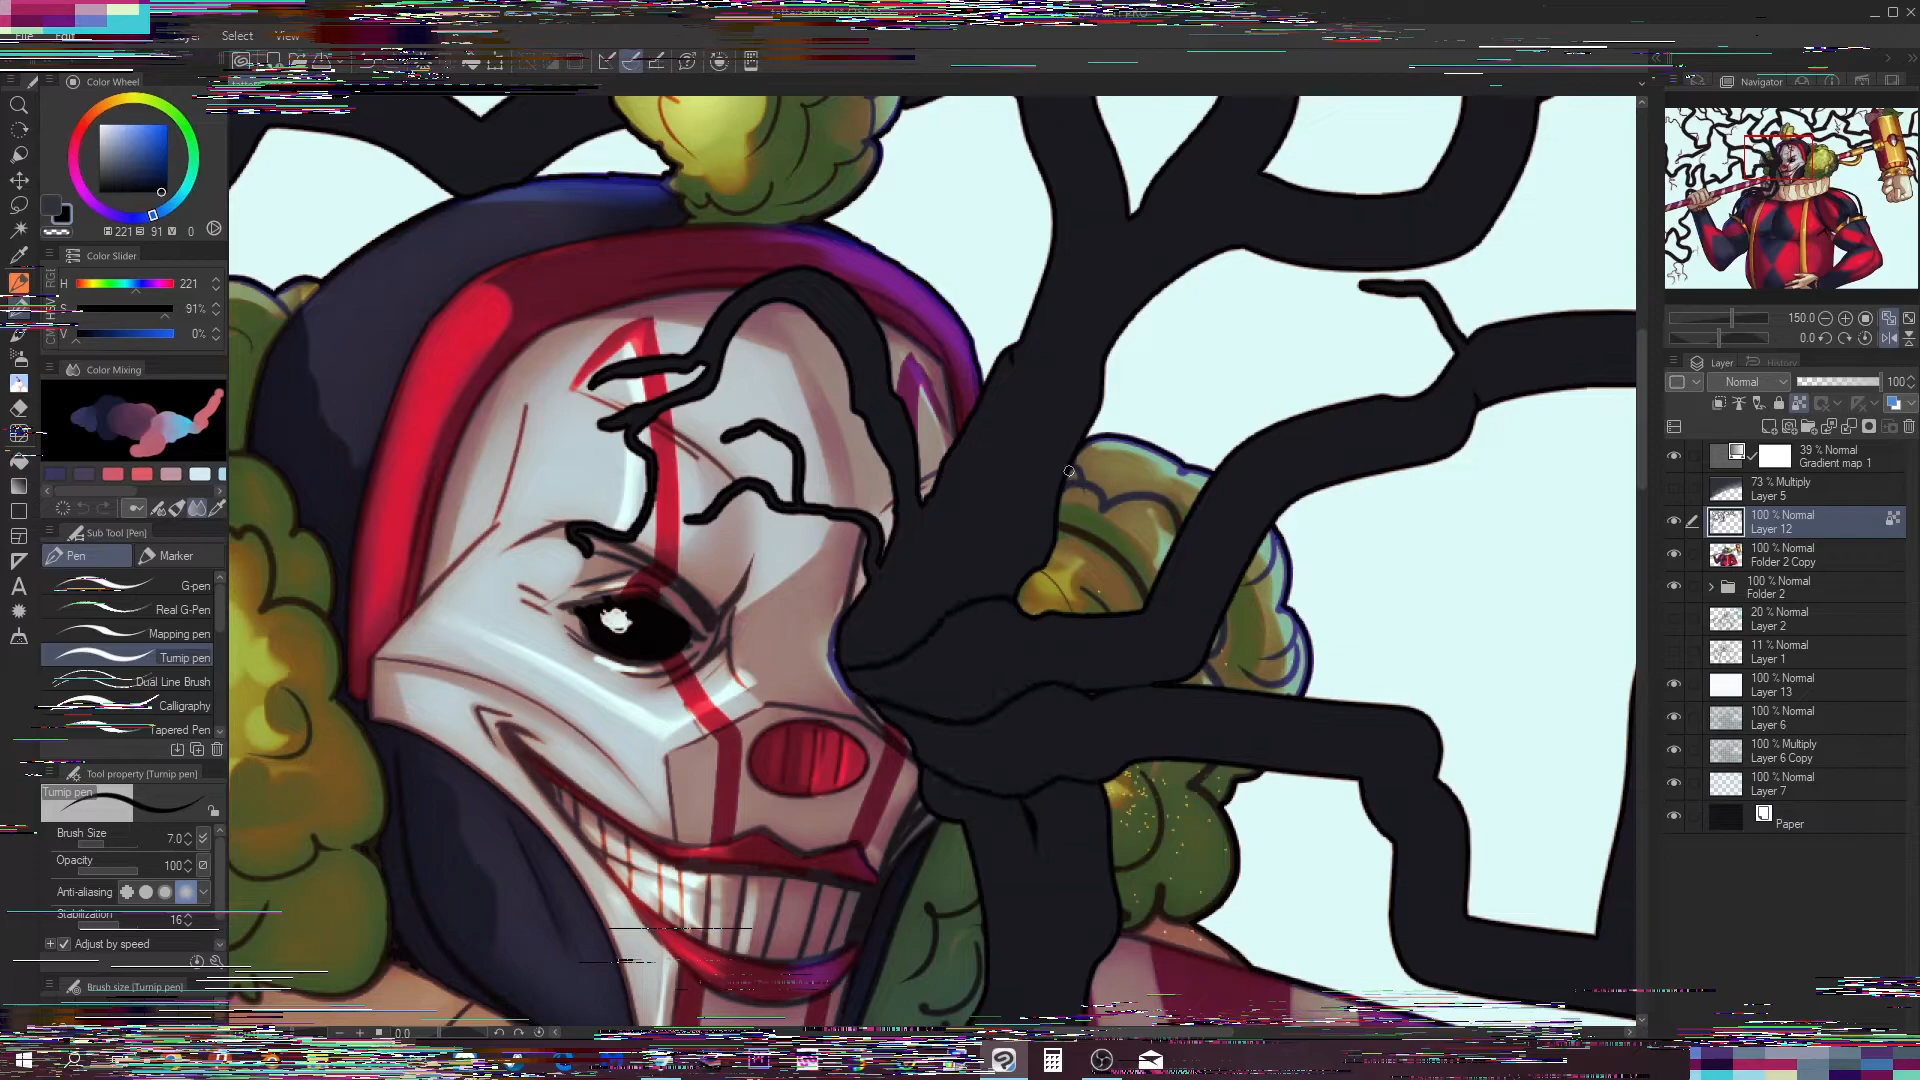 Select
View
Color Wheel
Navigator
221 91 V 0
Color Slider
H 221
S 91%
V 0%
150.0
0.0
Layer
History
Color Mixing
Normal 100
39 % Normal
Gradient map 1
73 % Multiply
Layer 5
100 % Normal
Layer 12
100 % Normal
Folder 2 Copy
100 % Normal
Folder 2
20 % Normal
Layer 2
11 % Normal
Layer 1
100 % Normal
Layer 13
100 % Normal
Layer 6
100 % Multiply
Layer 6 Copy
100 % Normal
Layer 7
Paper
Sub Tool [Pen]
Pen
Marker
G-pen
Real G-Pen
Mapping pen
Turnip pen
Dual Line Brush
Calligraphy
Tapered Pen
Tool property [Turnip pen]
Turnip pen
Brush Size 7.0
Opacity 100
Anti-aliasing
Stabilization 16
Adjust by speed
Brush size [Turnip pen]
0.0